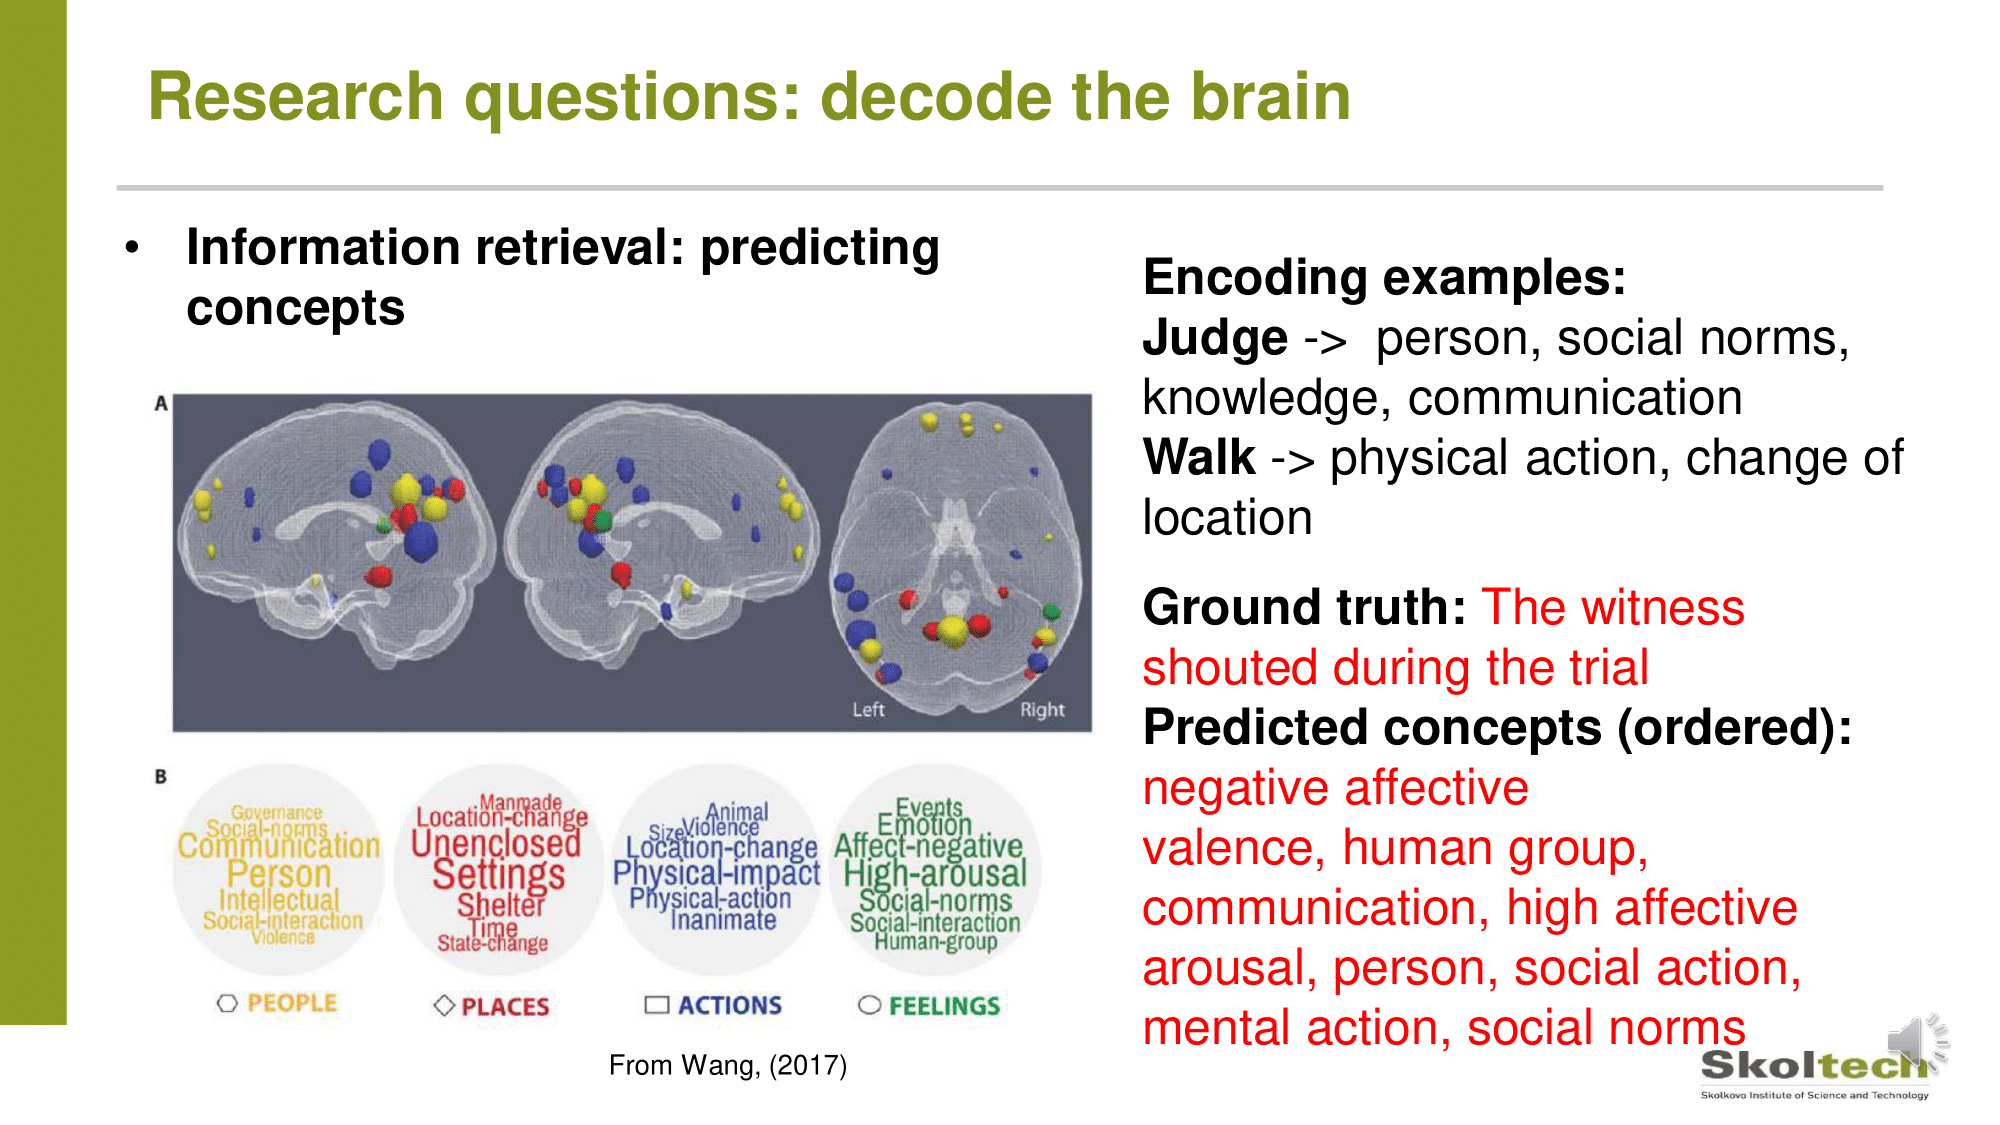 Research questions: decode the brain
• Information retrieval: predicting
concepts
A
Left
Right
B
Governance
Social-norms
Communication
Person
Intellectual
Social-interaction
Violence
Manmade
Location-change
Unenclosed
Settings
Shelter
Time
State-change
Animal
Size
Violence
Location-change
Physical-impact
Physical-action
Inanimate
Events
Emotion
Affect-negative
High-arousal
Social-norms
Social-interaction
Human-group
PEOPLE
PLACES
ACTIONS
FEELINGS
From Wang, (2017)
Encoding examples:
Judge -> person, social norms,
knowledge, communication
Walk -> physical action, change of
location
Ground truth: The witness
shouted during the trial
Predicted concepts (ordered):
negative affective
valence, human group,
communication, high affective
arousal, person, social action,
mental action, social norms
Skoltech
Skolkovo Institute of Science and Technology